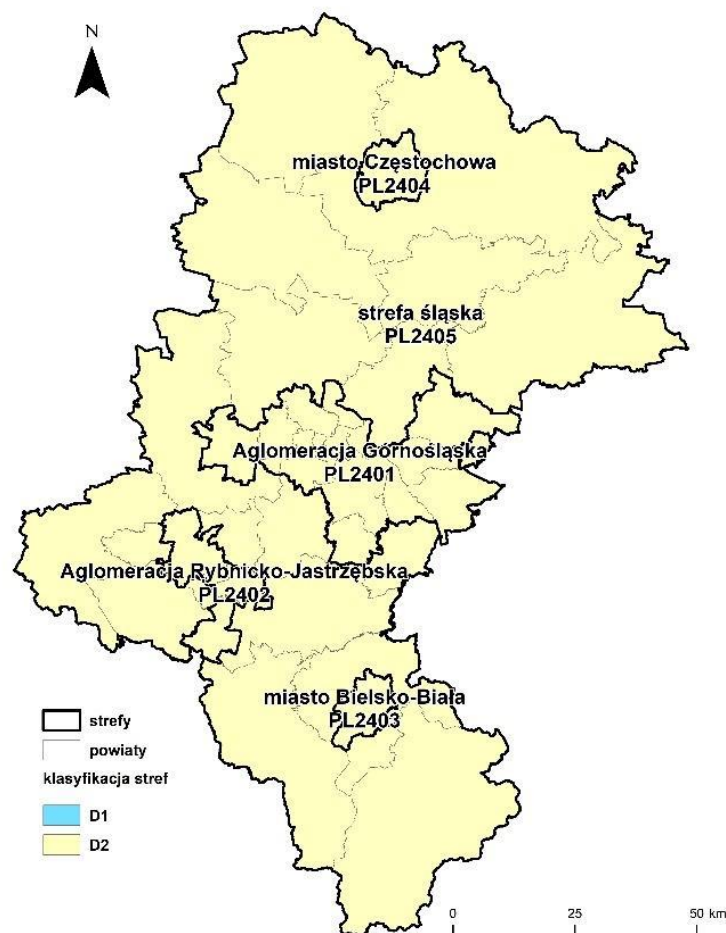 N
miasto Częstochowa
PL2404
strefa śląska
PL2405
Aglomeracja Górnośląska
PL2401
Aglomeracja Rybnicko-Jastrzębska
PL2402
miasto Bielsko-Biała
PL2403
strefy
powiaty
klasyfikacja stref
D1
D2
0 25 50 km